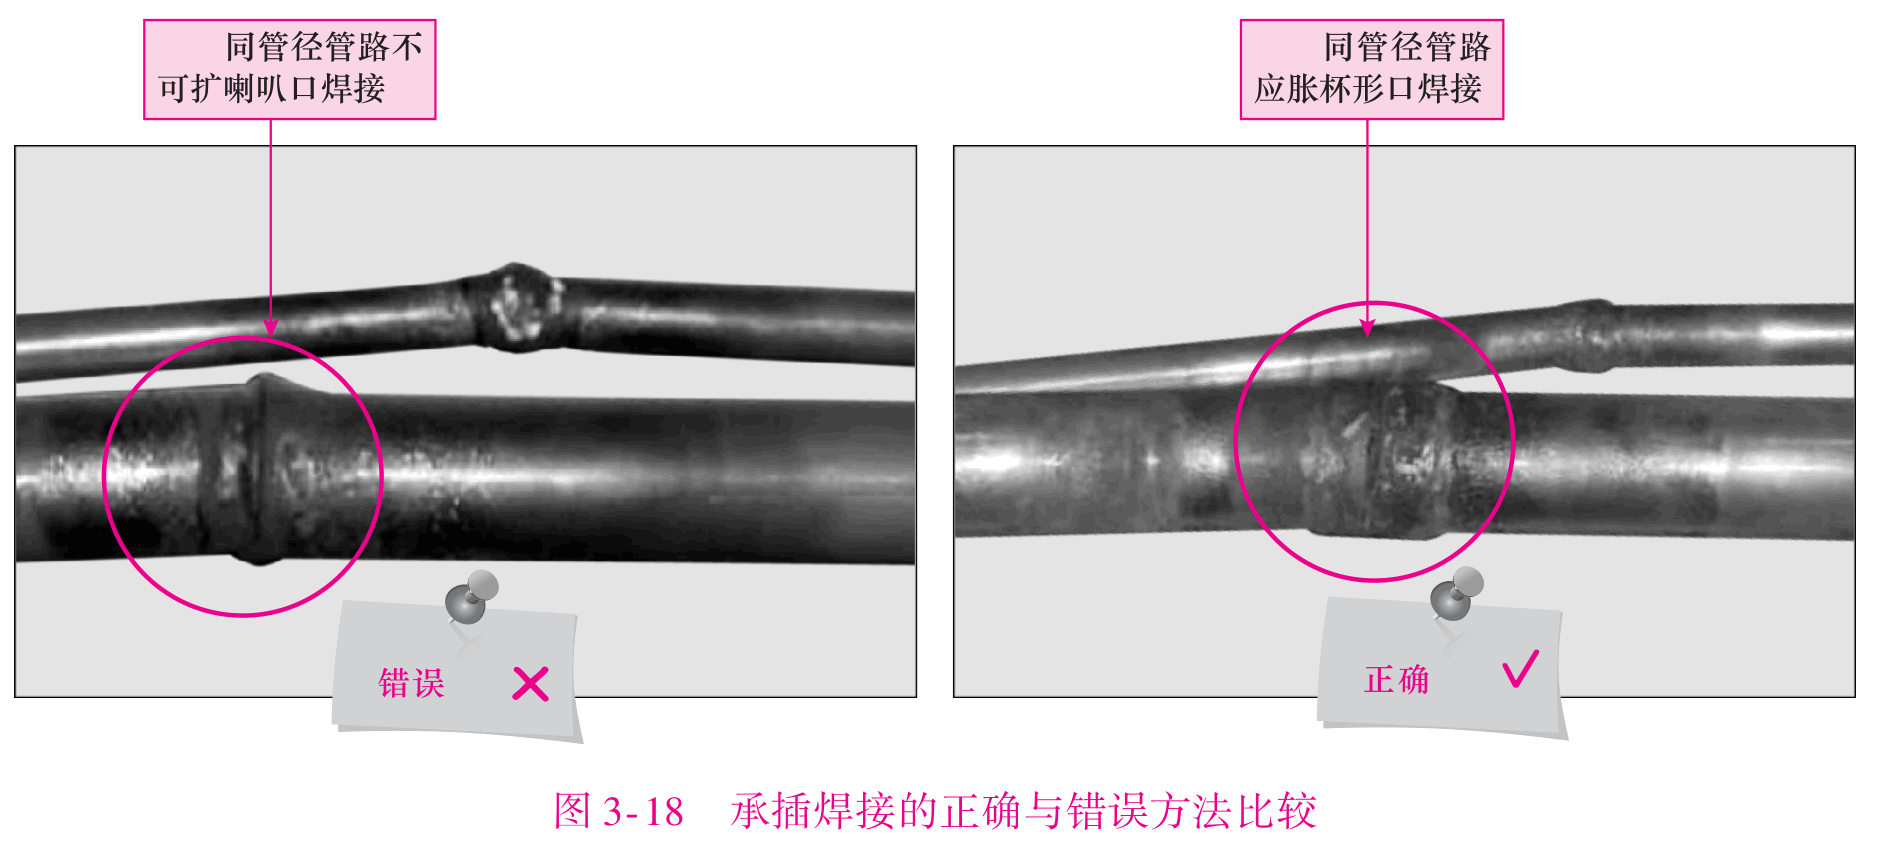 同管径管路不
可扩喇叭口焊接
同管径管路
应胀杯形口焊接
错误
正确
图 3-18 承插焊接的正确与错误方法比较